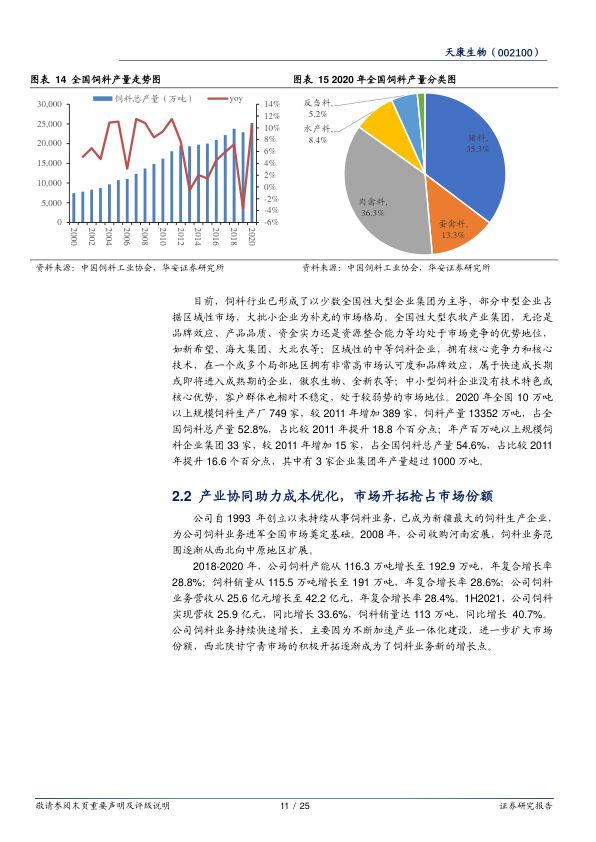 天康生物（002100）
图表 14 全国饲料产量走势图
饲料总产量（万吨）
yoy
30,000
25,000
20,000
15,000
10,000
5,000
0
14%
12%
10%
8%
6%
4%
2%
0%
-2%
-4%
-6%
2000
2002
2004
2006
2008
2010
2012
2014
2016
2018
2020
资料来源：中国饲料工业协会，华安证券研究所
图表 15 2020 年全国饲料产量分类图
猪料,
35.3%
蛋禽料,
13.3%
肉禽料,
36.3%
水产料,
8.4%
反刍料,
5.2%
资料来源：中国饲料工业协会，华安证券研究所
目前，饲料行业已形成了以少数全国性大型企业集团为主导，部分中型企业占
据区域性市场，大批小企业为补充的市场格局。全国性大型农牧产业集团，无论是
品牌效应、产品品质、资金实力还是资源整合能力等均处于市场竞争的优势地位，
如新希望、海大集团、大北农等；区域性的中等饲料企业，拥有核心竞争力和核心
技术，在一个或多个局部地区拥有非常高市场认可度和品牌效应，属于快速成长期
或即将进入成熟期的企业，傲农生物、金新农等；中小型饲料企业没有技术特色或
核心优势，客户群体也相对不稳定，处于较弱势的市场地位。2020 年全国 10 万吨
以上规模饲料生产厂 749 家，较 2011 年增加 389 家，饲料产量 13352 万吨，占全
国饲料总产量 52.8%，占比较 2011 年提升 18.8 个百分点；年产百万吨以上规模饲
料企业集团 33 家，较 2011 年增加 15 家，占全国饲料总产量 54.6%，占比较 2011
年提升 16.6 个百分点，其中有 3 家企业集团年产量超过 1000 万吨。
2.2 产业协同助力成本优化，市场开拓抢占市场份额
公司自 1993 年创立以来持续从事饲料业务，已成为新疆最大的饲料生产企业，
为公司饲料业务进军全国市场奠定基础。2008 年，公司收购河南宏展，饲料业务范
围逐渐从西北向中原地区扩展。
2018-2020 年，公司饲料产能从 116.3 万吨增长至 192.9 万吨，年复合增长率
28.8%；饲料销量从 115.5 万吨增长至 191 万吨，年复合增长率 28.6%；公司饲料
业务营收从 25.6 亿元增长至 42.2 亿元，年复合增长率 28.4%。1H2021，公司饲料
实现营收 25.9 亿元，同比增长 33.6%，饲料销量达 113 万吨，同比增长 40.7%。
公司饲料业务持续快速增长，主要因为不断加速产业一体化建设，进一步扩大市场
份额，西北陕甘宁青市场的积极开拓逐渐成为了饲料业务新的增长点。
敬请参阅末页重要声明及评级说明
11 / 25
证券研究报告